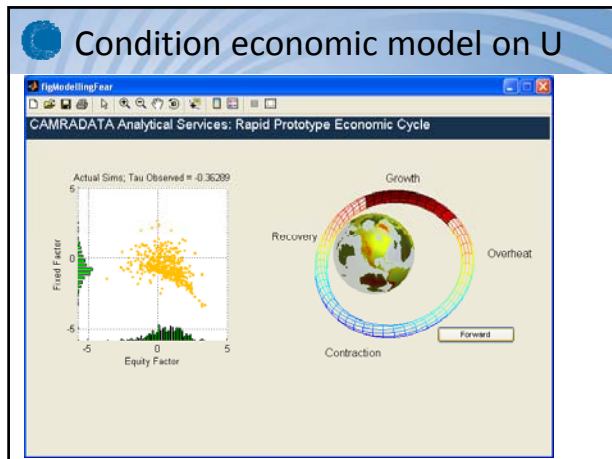 Condition economic model on U
figModellingFear
CAMRADATA Analytical Services: Rapid Prototype Economic Cycle
Actual Sims; Tau Observed = -0.36289
5
0
-5
Fixed Factor
-5
0
5
Equity Factor
Growth
Recovery
Overheat
Contraction
Forward